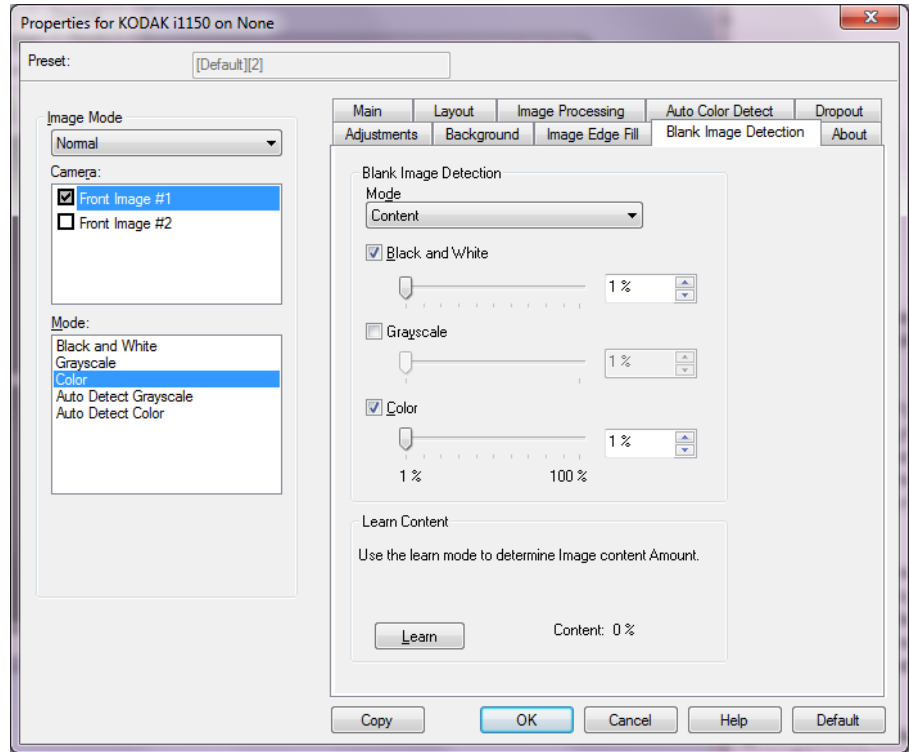 Properties for KODAK i1150 on None
Preset: [Default][2]
Image Mode
Normal
Camera:
Front Image #1
Front Image #2
Mode:
Black and White
Grayscale
Color
Auto Detect Grayscale
Auto Detect Color
Main Layout Image Processing Auto Color Detect Dropout
Adjustments Background Image Edge Fill Blank Image Detection About
Blank Image Detection
Mode
Content
Black and White
1 %
Grayscale
1 %
Color
1 %
1 % 100 %
Learn Content
Use the learn mode to determine Image content Amount.
Learn Content: 0 %
Copy OK Cancel Help Default